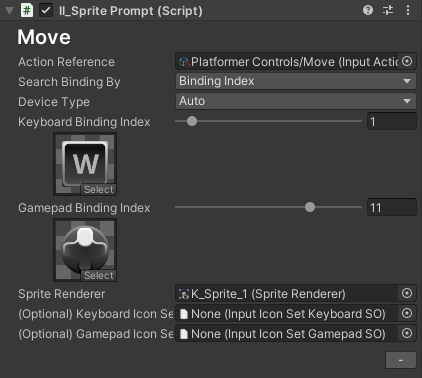 II_Sprite Prompt (Script)
Move
Action Reference Platformer Controls/Move (Input Actio
Search Binding By Binding Index
Device Type Auto
Keyboard Binding Index 1
W
Select
Gamepad Binding Index 11
Select
Sprite Renderer K_Sprite_1 (Sprite Renderer)
(Optional) Keyboard Icon Se None (Input Icon Set Keyboard SO)
(Optional) Gamepad Icon Se None (Input Icon Set Gamepad SO)
-